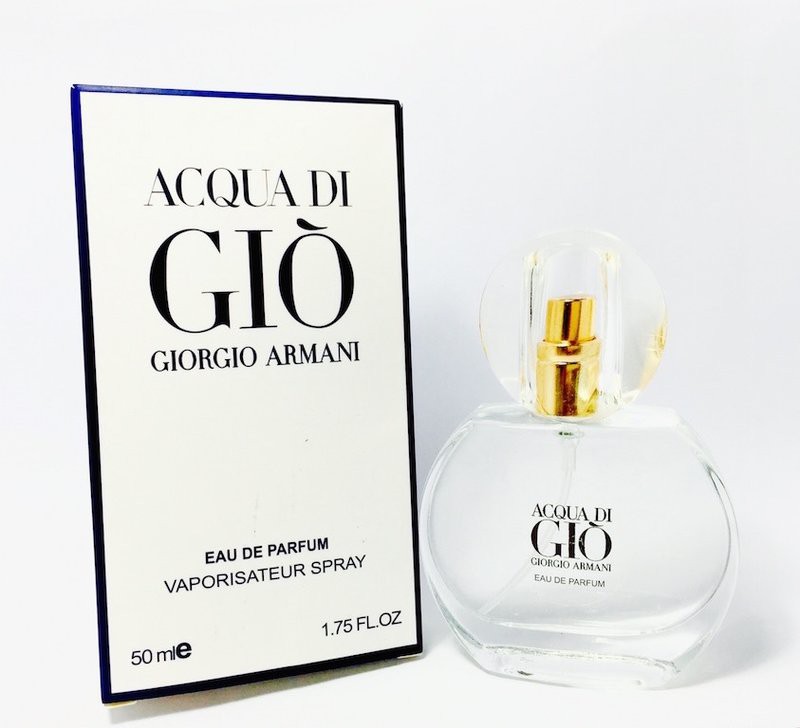 ACQUA DI
GIÒ
GIORGIO ARMANI
EAU DE PARFUM
VAPORISATEUR SPRAY
50 ml℮
1.75 FL.OZ
ACQUA DI
GIÒ
GIORGIO ARMANI
EAU DE PARFUM